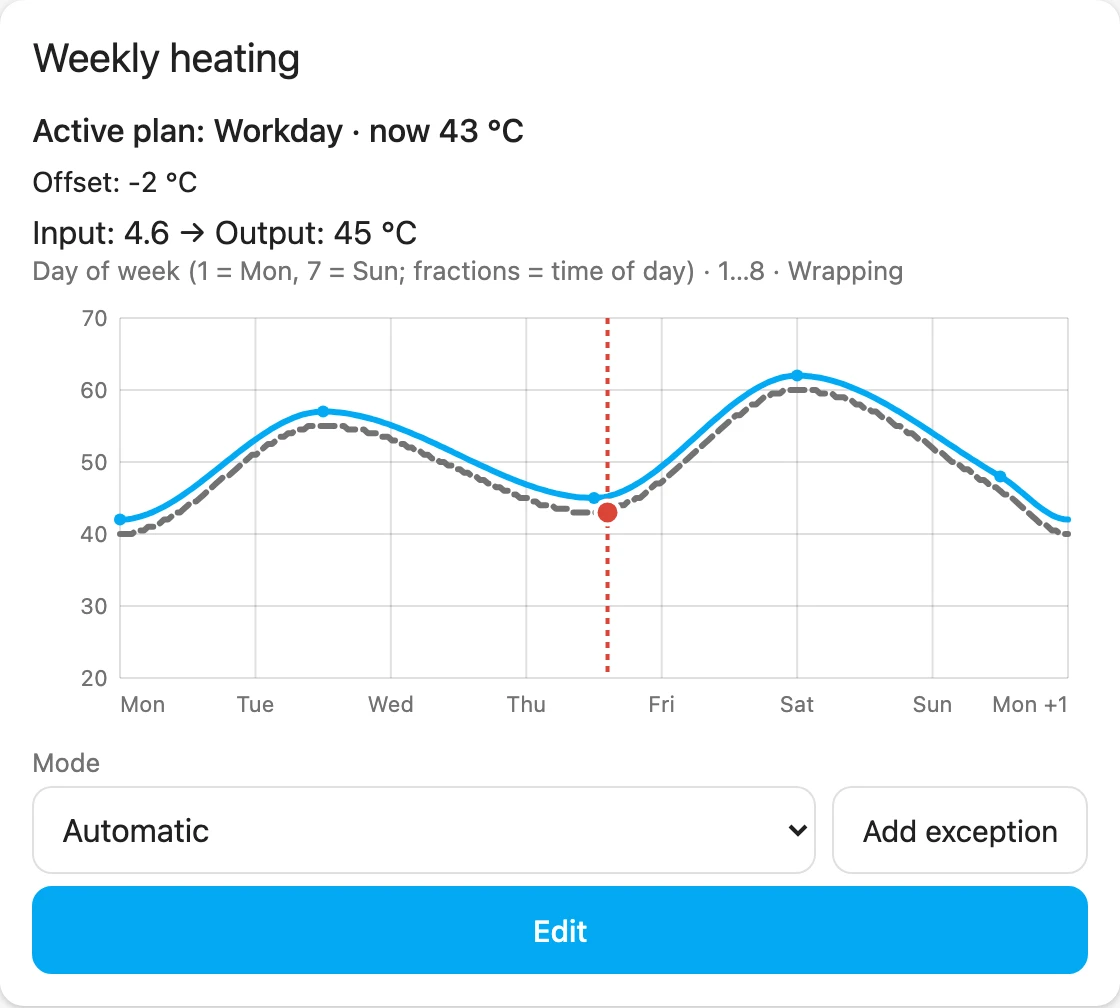 Weekly heating
Active plan: Workday · now 43 °C
Offset: -2 °C
Input: 4.6 → Output: 45 °C
Day of week (1 = Mon, 7 = Sun; fractions = time of day) · 1…8 · Wrapping
70
60
50
40
30
20
Mon Tue Wed Thu Fri Sat Sun Mon +1
Mode
Automatic
Add exception
Edit